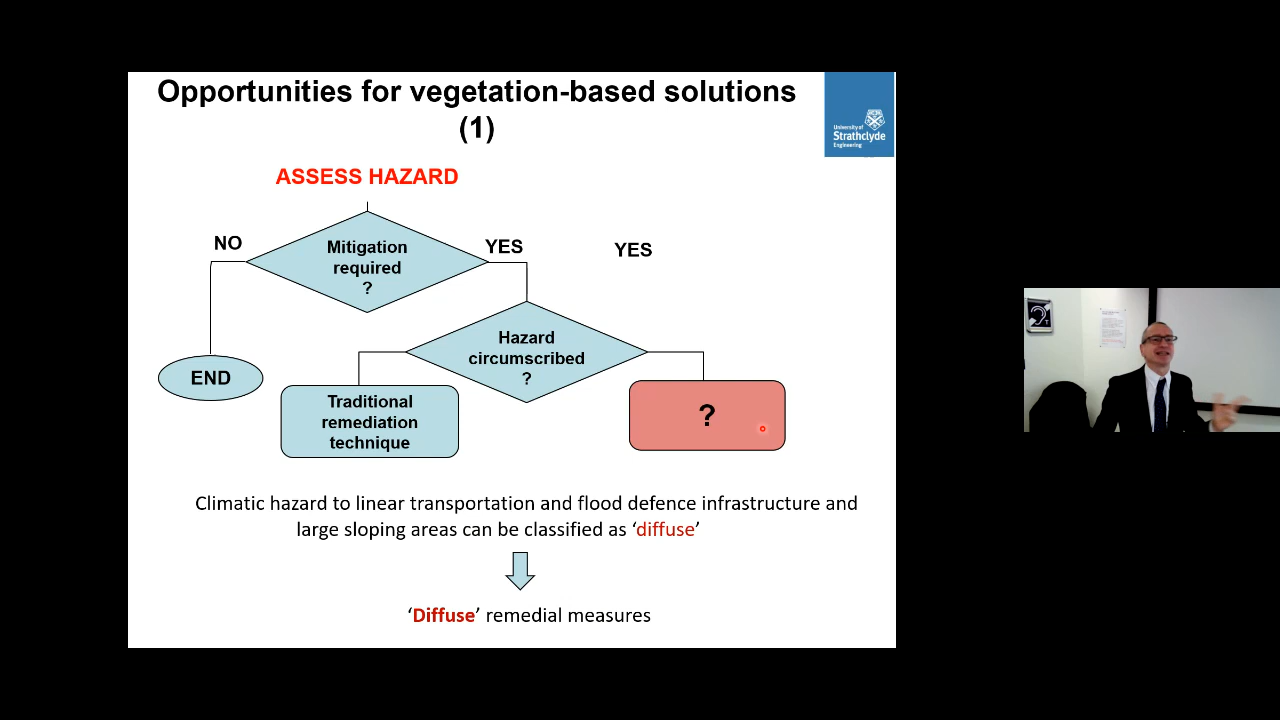 Opportunities for vegetation-based solutions
(1)
University of
Strathclyde
Engineering
ASSESS HAZARD
NO
Mitigation
required
?
YES
YES
Hazard
circumscribed
?
END
Traditional
remediation
technique
?
Climatic hazard to linear transportation and flood defence infrastructure and
large sloping areas can be classified as ‘diffuse’
‘Diffuse’ remedial measures
T